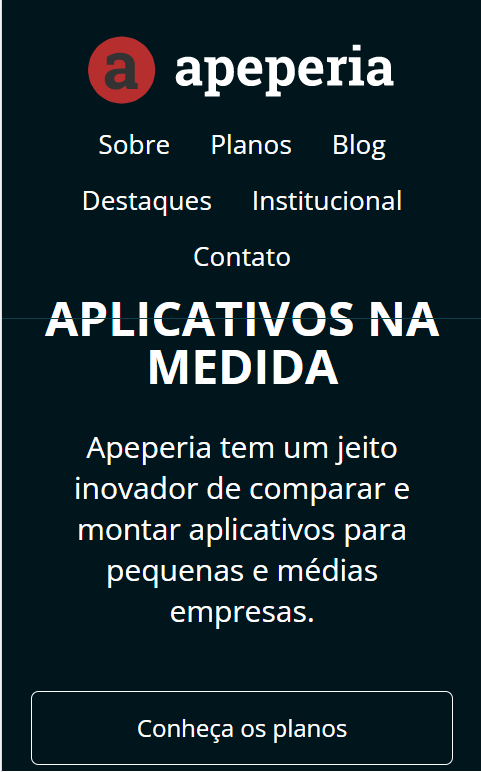 a apeperia
Sobre Planos Blog
Destaques Institucional
Contato
APLICATIVOS NA
MEDIDA
Apeperia tem um jeito
inovador de comparar e
montar aplicativos para
pequenas e médias
empresas.
Conheça os planos